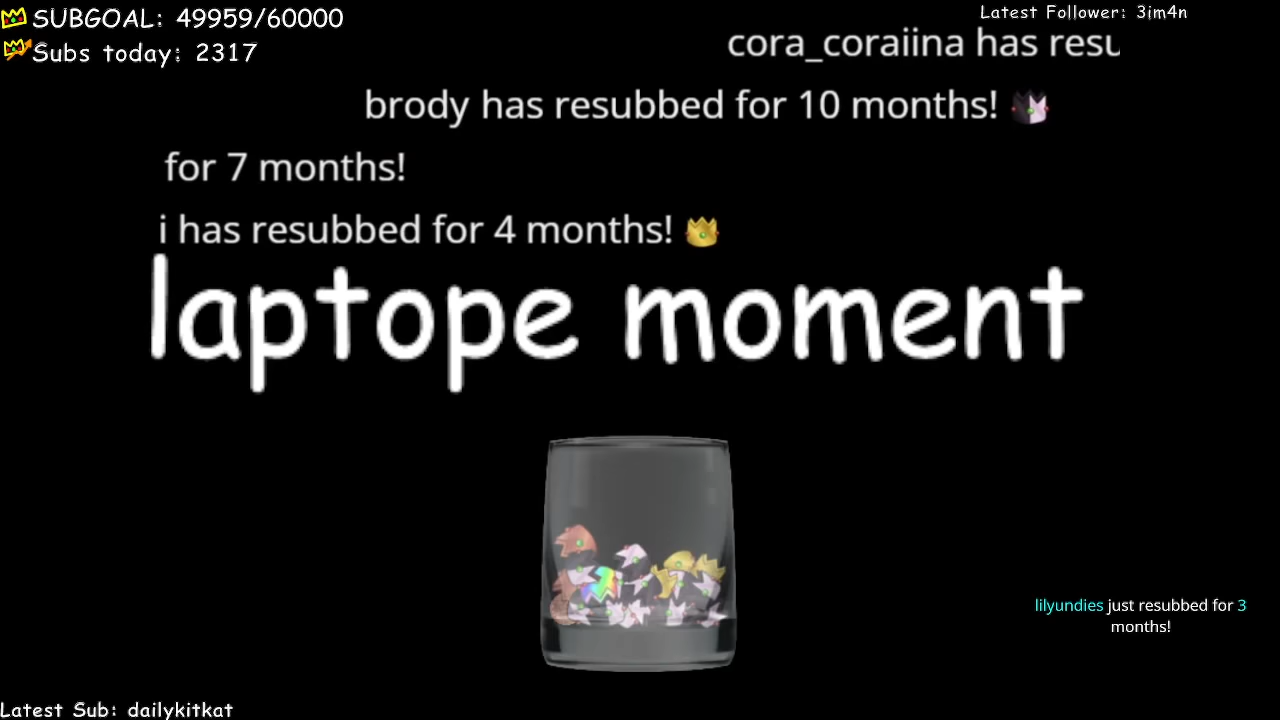 SUBGOAL: 49959/60000
Latest Follower: 3im4n
Subs today: 2317
cora_coraiina has resu
brody has resubbed for 10 months!
for 7 months!
i has resubbed for 4 months!
laptope moment
lilyundies just resubbed for 3
months!
Latest Sub: dailykitkat